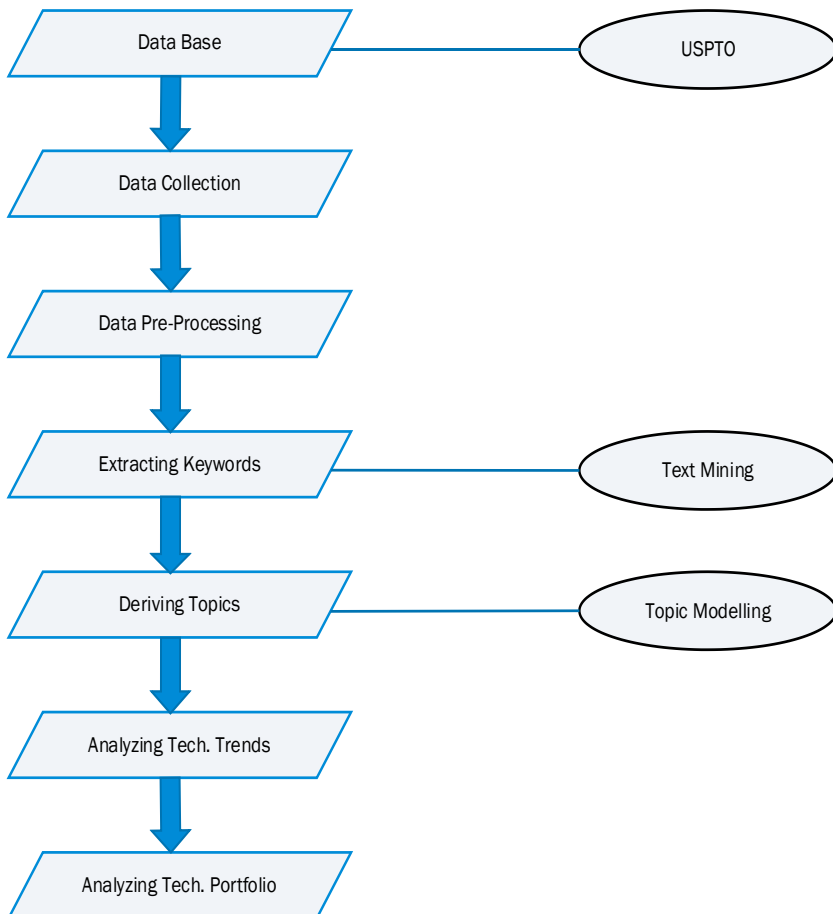 Data Base
USPTO
Data Collection
Data Pre-Processing
Extracting Keywords
Text Mining
Deriving Topics
Topic Modelling
Analyzing Tech. Trends
Analyzing Tech. Portfolio